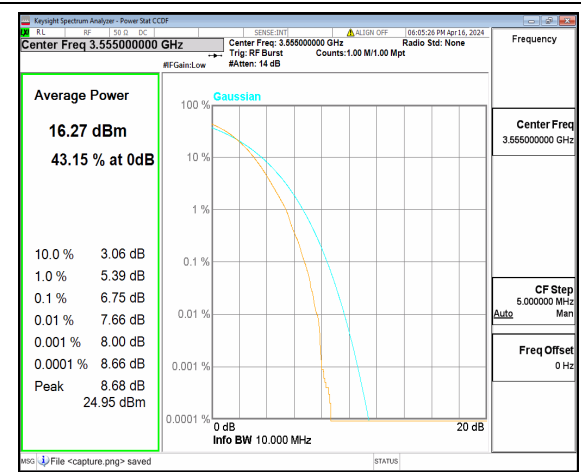 Keysight Spectrum Analyzer - Power Stat CCDF
RL RF 50 Ω DC SENSE:INT ALIGN OFF 06:05:26 PM Apr 16, 2024
Center Freq 3.555000000 GHz
Center Freq: 3.555000000 GHz Radio Std: None
Trig: RF Burst Counts:1.00 M/1.00 Mpt
#IFGain:Low #Atten: 14 dB
Frequency
Average Power
16.27 dBm
43.15 % at 0dB
10.0 % 3.06 dB
1.0 % 5.39 dB
0.1 % 6.75 dB
0.01 % 7.66 dB
0.001 % 8.00 dB
0.0001 % 8.66 dB
Peak 8.68 dB
24.95 dBm
Gaussian
100 %
10 %
1 %
0.1 %
0.01 %
0.001 %
0.0001 %
0 dB 20 dB
Info BW 10.000 MHz
Center Freq
3.555000000 GHz
CF Step
5.000000 MHz
Auto Man
Freq Offset
0 Hz
MSG File <capture.png> saved STATUS